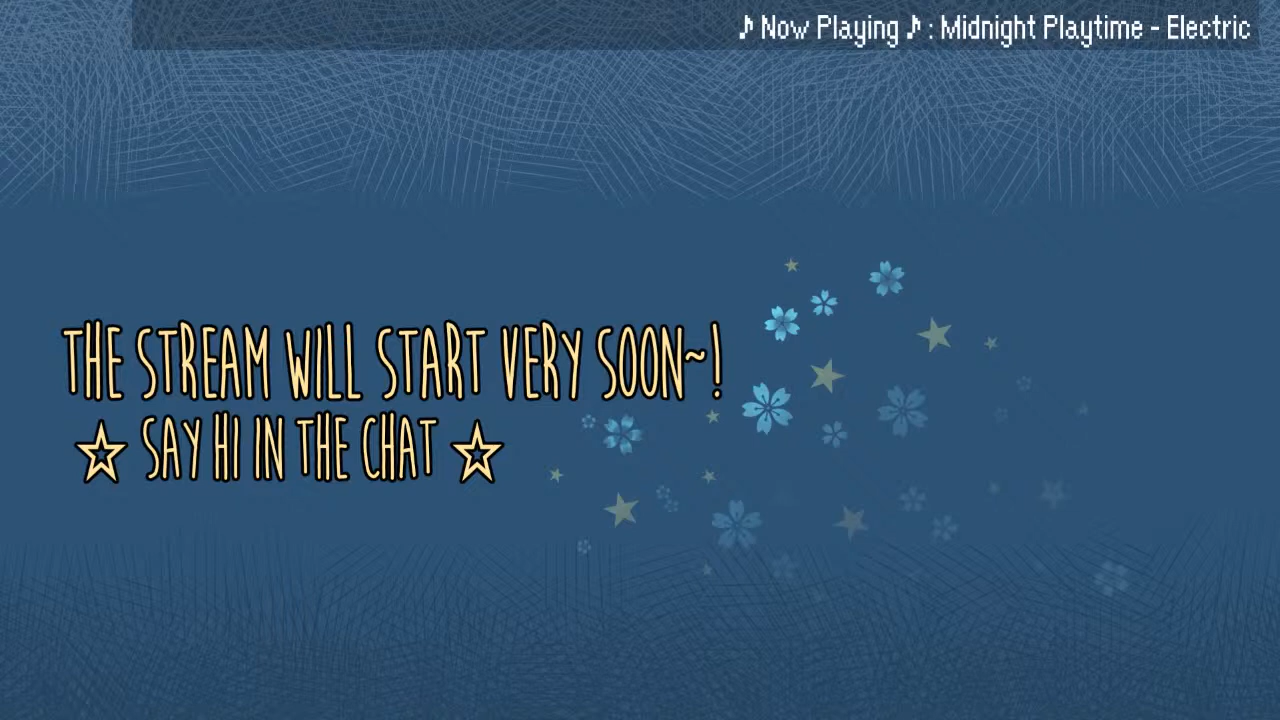 ♪ Now Playing ♪ : Midnight Playtime - Electric
THE STREAM WILL START VERY SOON~!
☆ SAY HI IN THE CHAT ☆